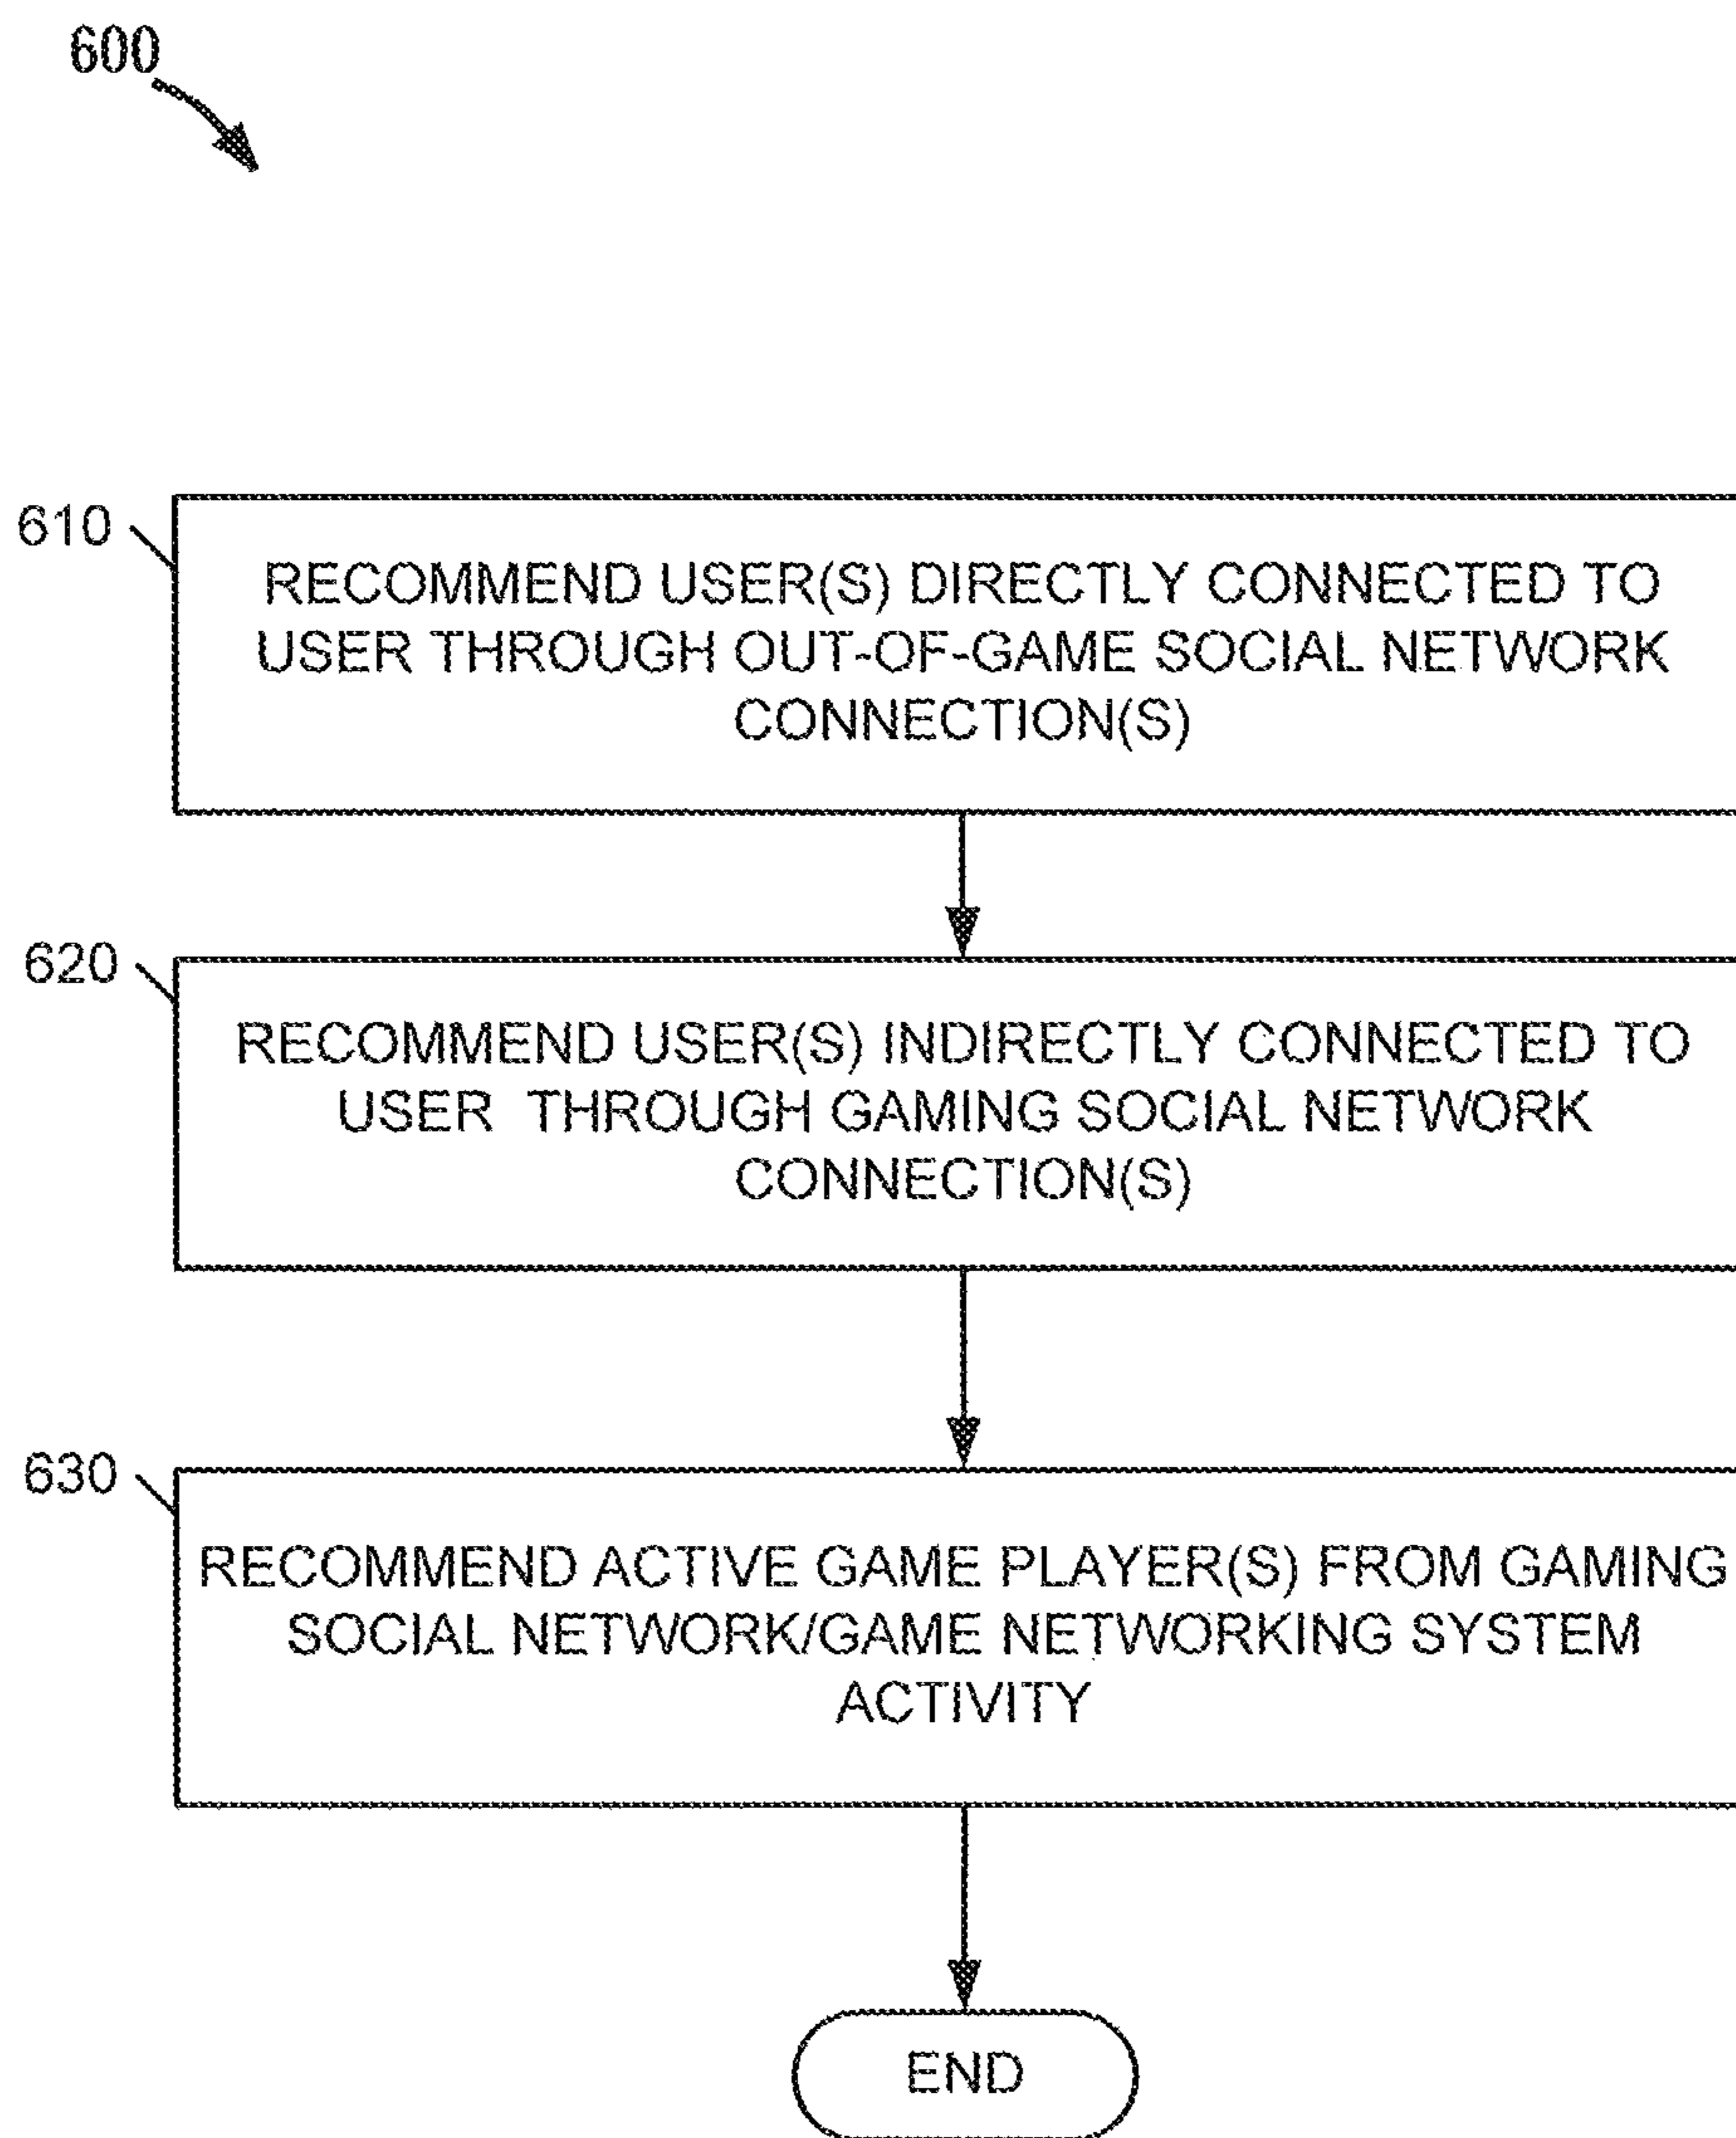 600
610
RECOMMEND USER(S) DIRECTLY CONNECTED TO
USER THROUGH OUT-OF-GAME SOCIAL NETWORK
CONNECTION(S)
620
RECOMMEND USER(S) INDIRECTLY CONNECTED TO
USER THROUGH GAMING SOCIAL NETWORK
CONNECTION(S)
630
RECOMMEND ACTIVE GAME PLAYER(S) FROM GAMING
SOCIAL NETWORK/GAME NETWORKING SYSTEM
ACTIVITY
END